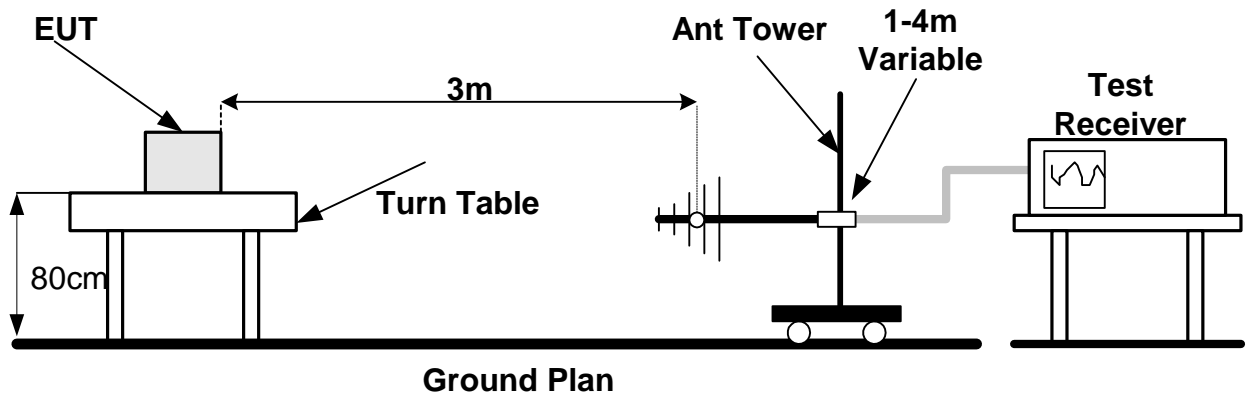 EUT
Ant Tower
1-4m
Variable
3m
Test
Receiver
Turn Table
80cm
Ground Plan